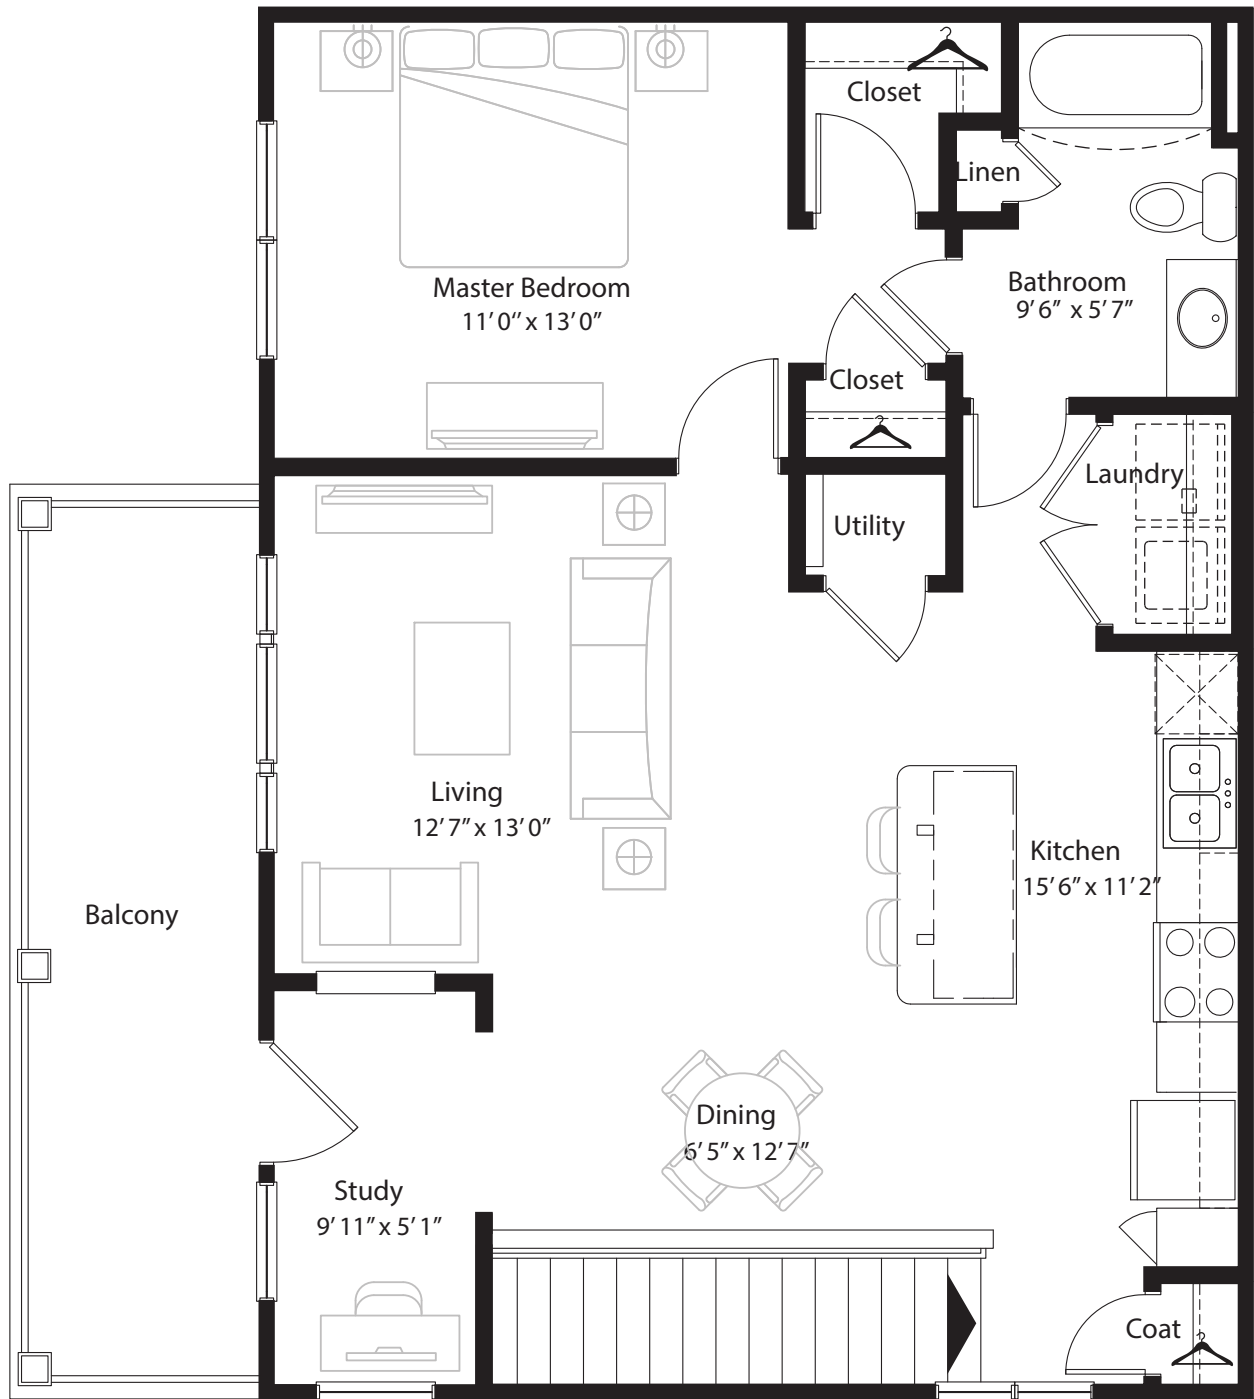 Closet
Linen
Master Bedroom
11’0’’ x 13’0”
Bathroom
9’6” x 5’7”
Closet
Laundry
Utility
Living
12’7” x 13’0”
Kitchen
15’6” x 11’2”
Balcony
Dining
6’5” x 12’7”
Study
9’11” x 5’1”
Coat